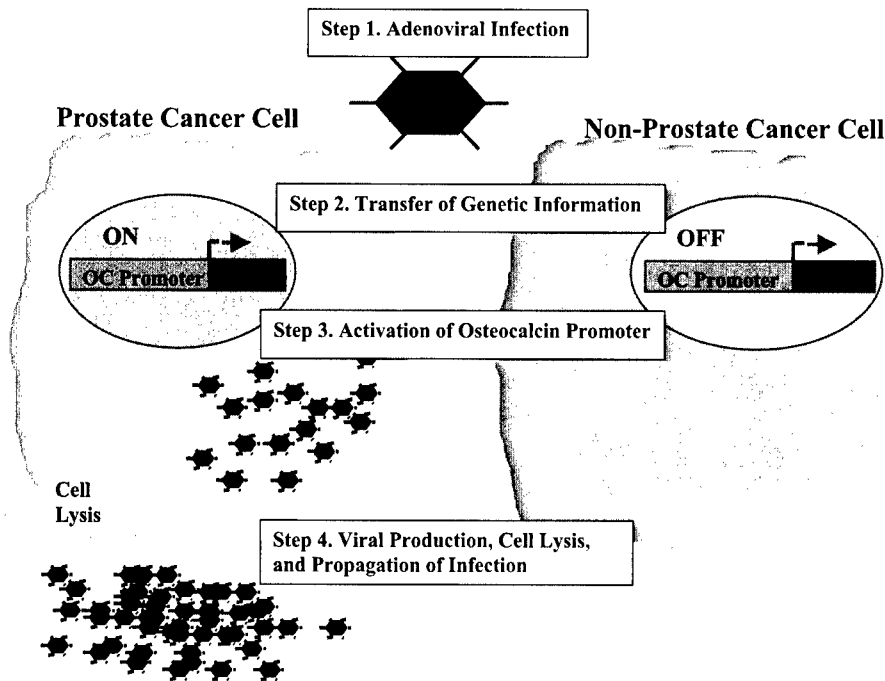 Step 1. Adenoviral Infection
Prostate Cancer Cell
Non-Prostate Cancer Cell
Step 2. Transfer of Genetic Information
ON
OC Promoter
OFF
OC Promoter
Step 3. Activation of Osteocalcin Promoter
Cell
Lysis
Step 4. Viral Production, Cell Lysis,
and Propagation of Infection